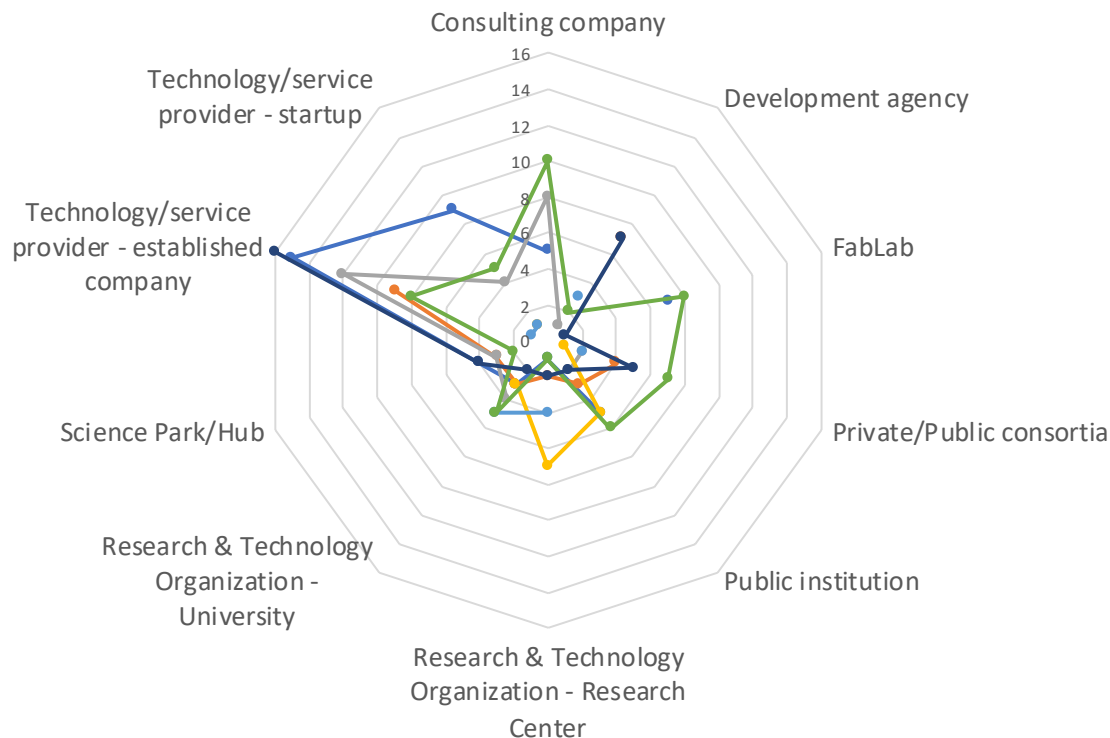 Consulting company
16
14
12
10
8
6
4
2
0
Development agency
FabLab
Private/Public consortia
Public institution
Research & Technology
Organization - Research
Center
Research & Technology
Organization -
University
Science Park/Hub
Technology/service
provider - established
company
Technology/service
provider - startup